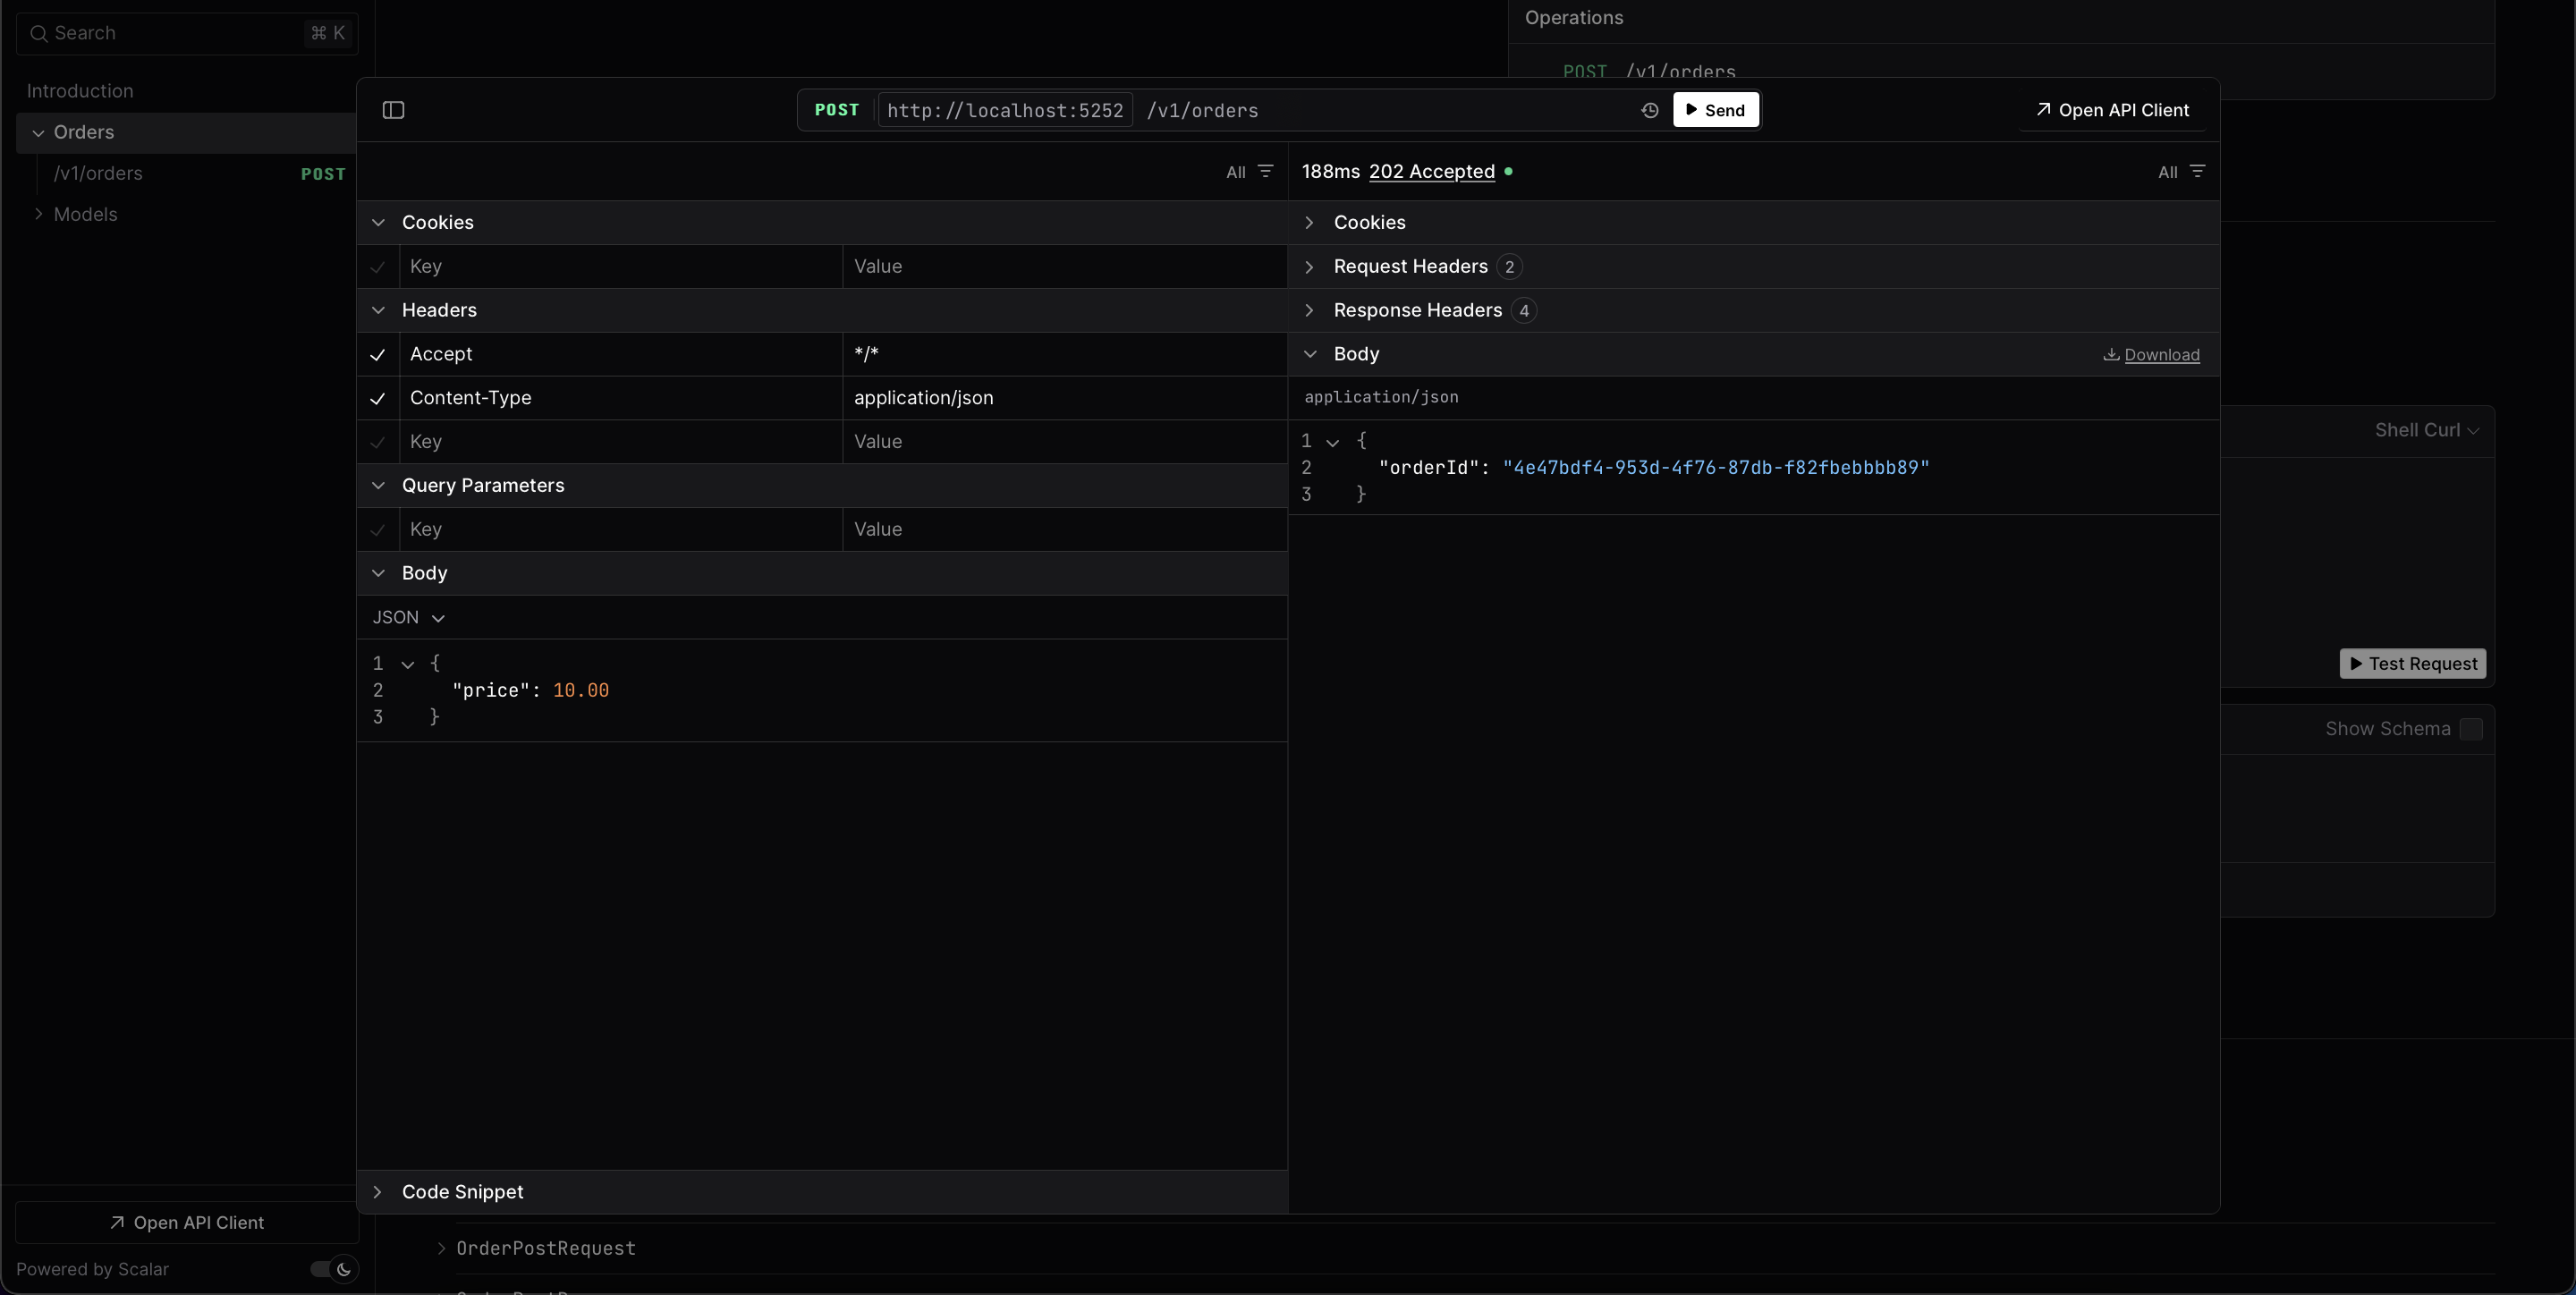 Search ⌘ K
Introduction
Orders
/v1/orders POST
Models
Open API Client
Powered by Scalar
Operations
POST /v1/orders
POST http://localhost:5252 /v1/orders Send
Open API Client
All
Cookies
Key Value
Headers
Accept */*
Content-Type application/json
Key Value
Query Parameters
Key Value
Body
JSON
1 {
2 "price": 10.00
3 }
Code Snippet
188ms 202 Accepted All
Cookies
Request Headers 2
Response Headers 4
Body Download
application/json
1 {
2 "orderId": "4e47bdf4-953d-4f76-87db-f82fbebbbb89"
3 }
Shell Curl
Test Request
Show Schema
OrderPostRequest